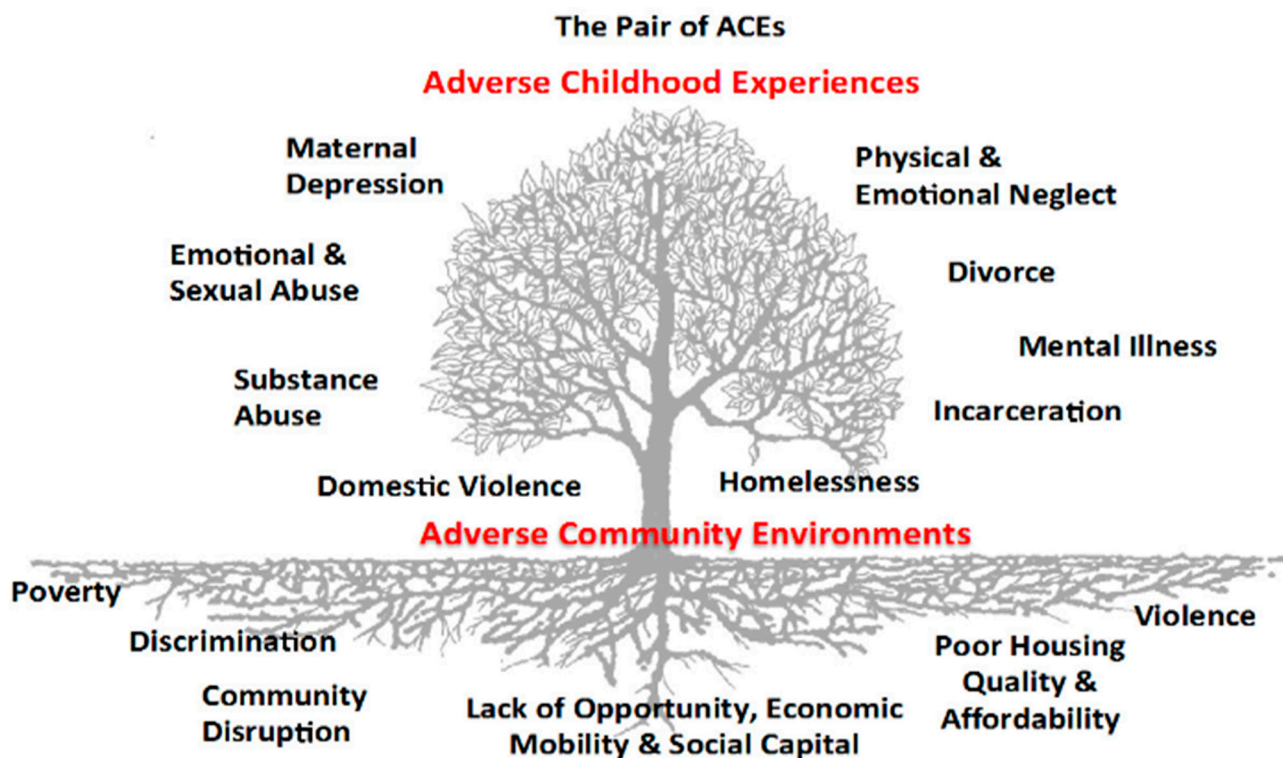 The Pair of ACEs
Adverse Childhood Experiences
Maternal
Depression
Physical &
Emotional Neglect
Emotional &
Sexual Abuse
Divorce
Mental Illness
Substance
Abuse
Incarceration
Domestic Violence
Homelessness
Adverse Community Environments
Poverty
Violence
Discrimination
Poor Housing
Quality &
Affordability
Community
Disruption
Lack of Opportunity, Economic
Mobility & Social Capital